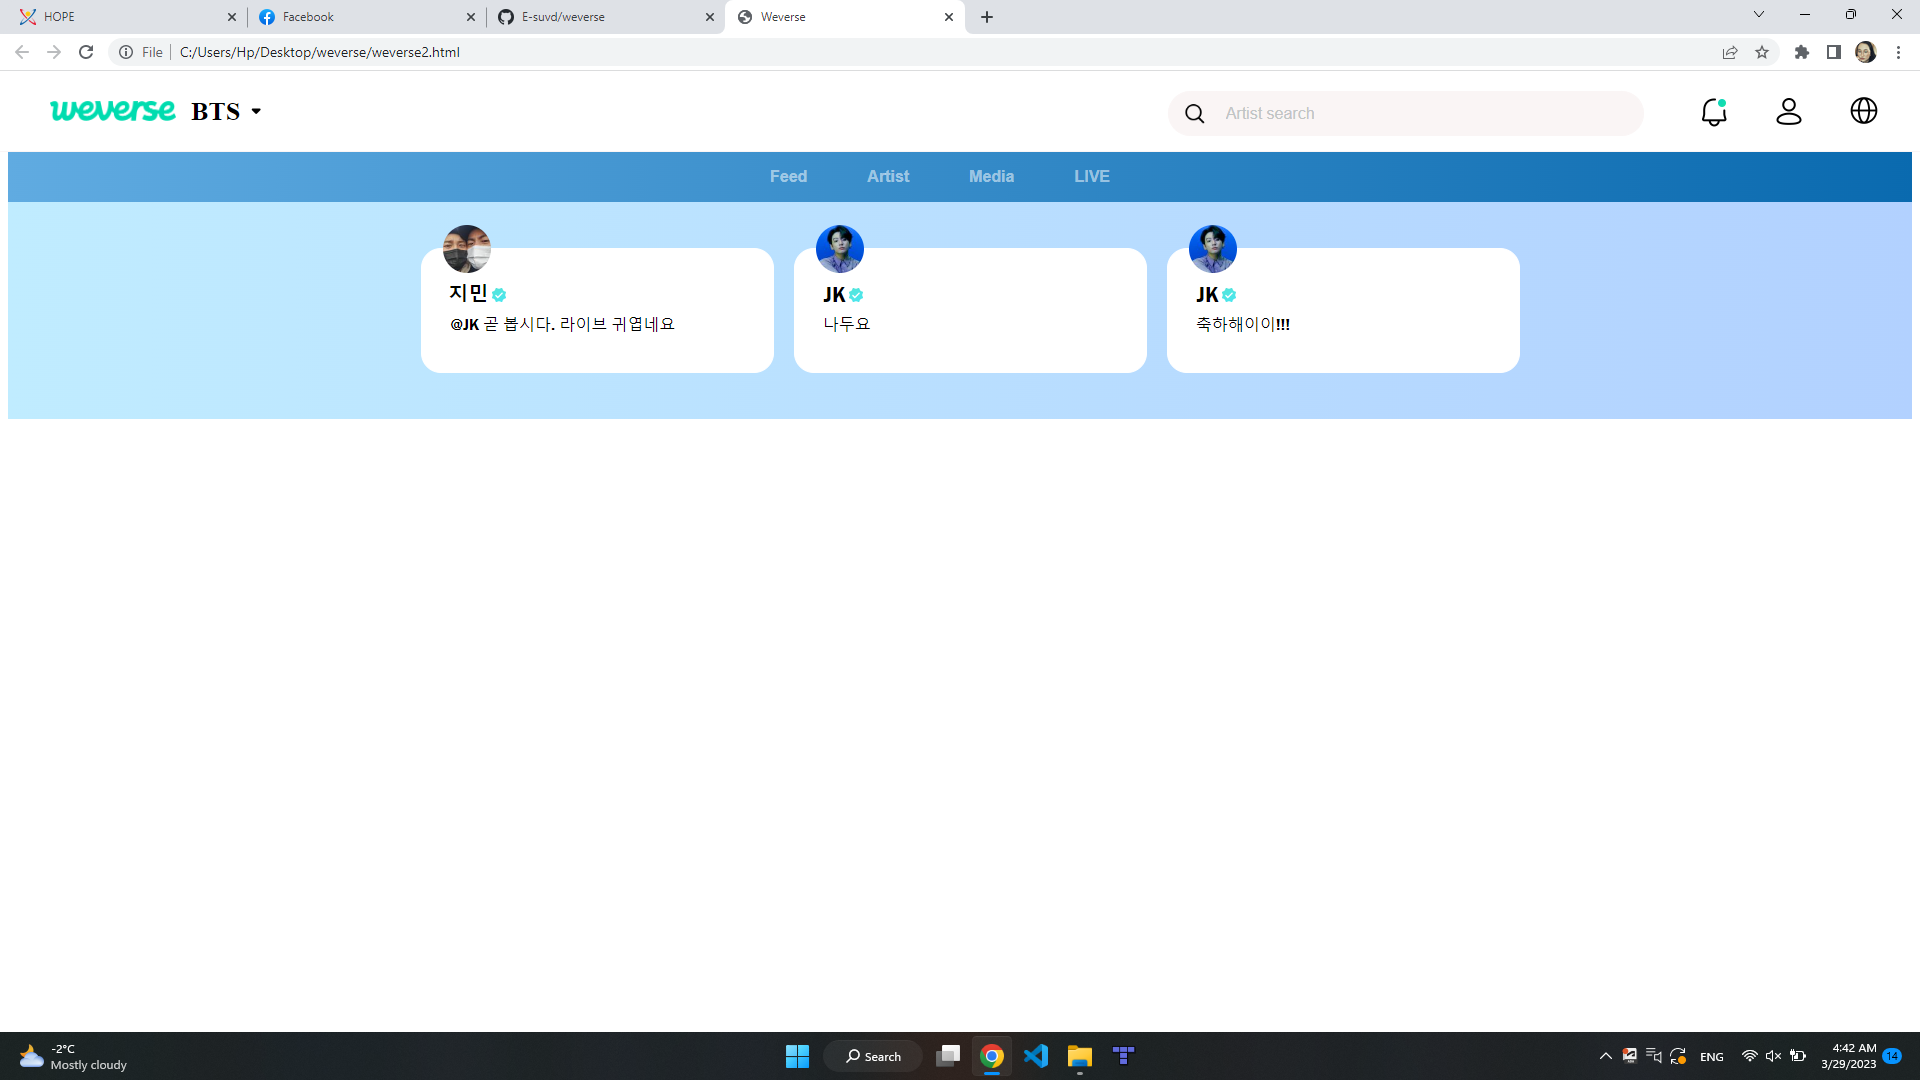 HOPE
Facebook
E-suvd/weverse
Weverse
File
C:/Users/Hp/Desktop/weverse/weverse2.html
weverse BTS
Artist search
Feed Artist Media LIVE
지민
@JK 곧 봅시다. 라이브 귀엽네요
JK
나두요
JK
축하해이이!!!
-2°C
Mostly cloudy
Search
ENG
4:42 AM
3/29/2023
14